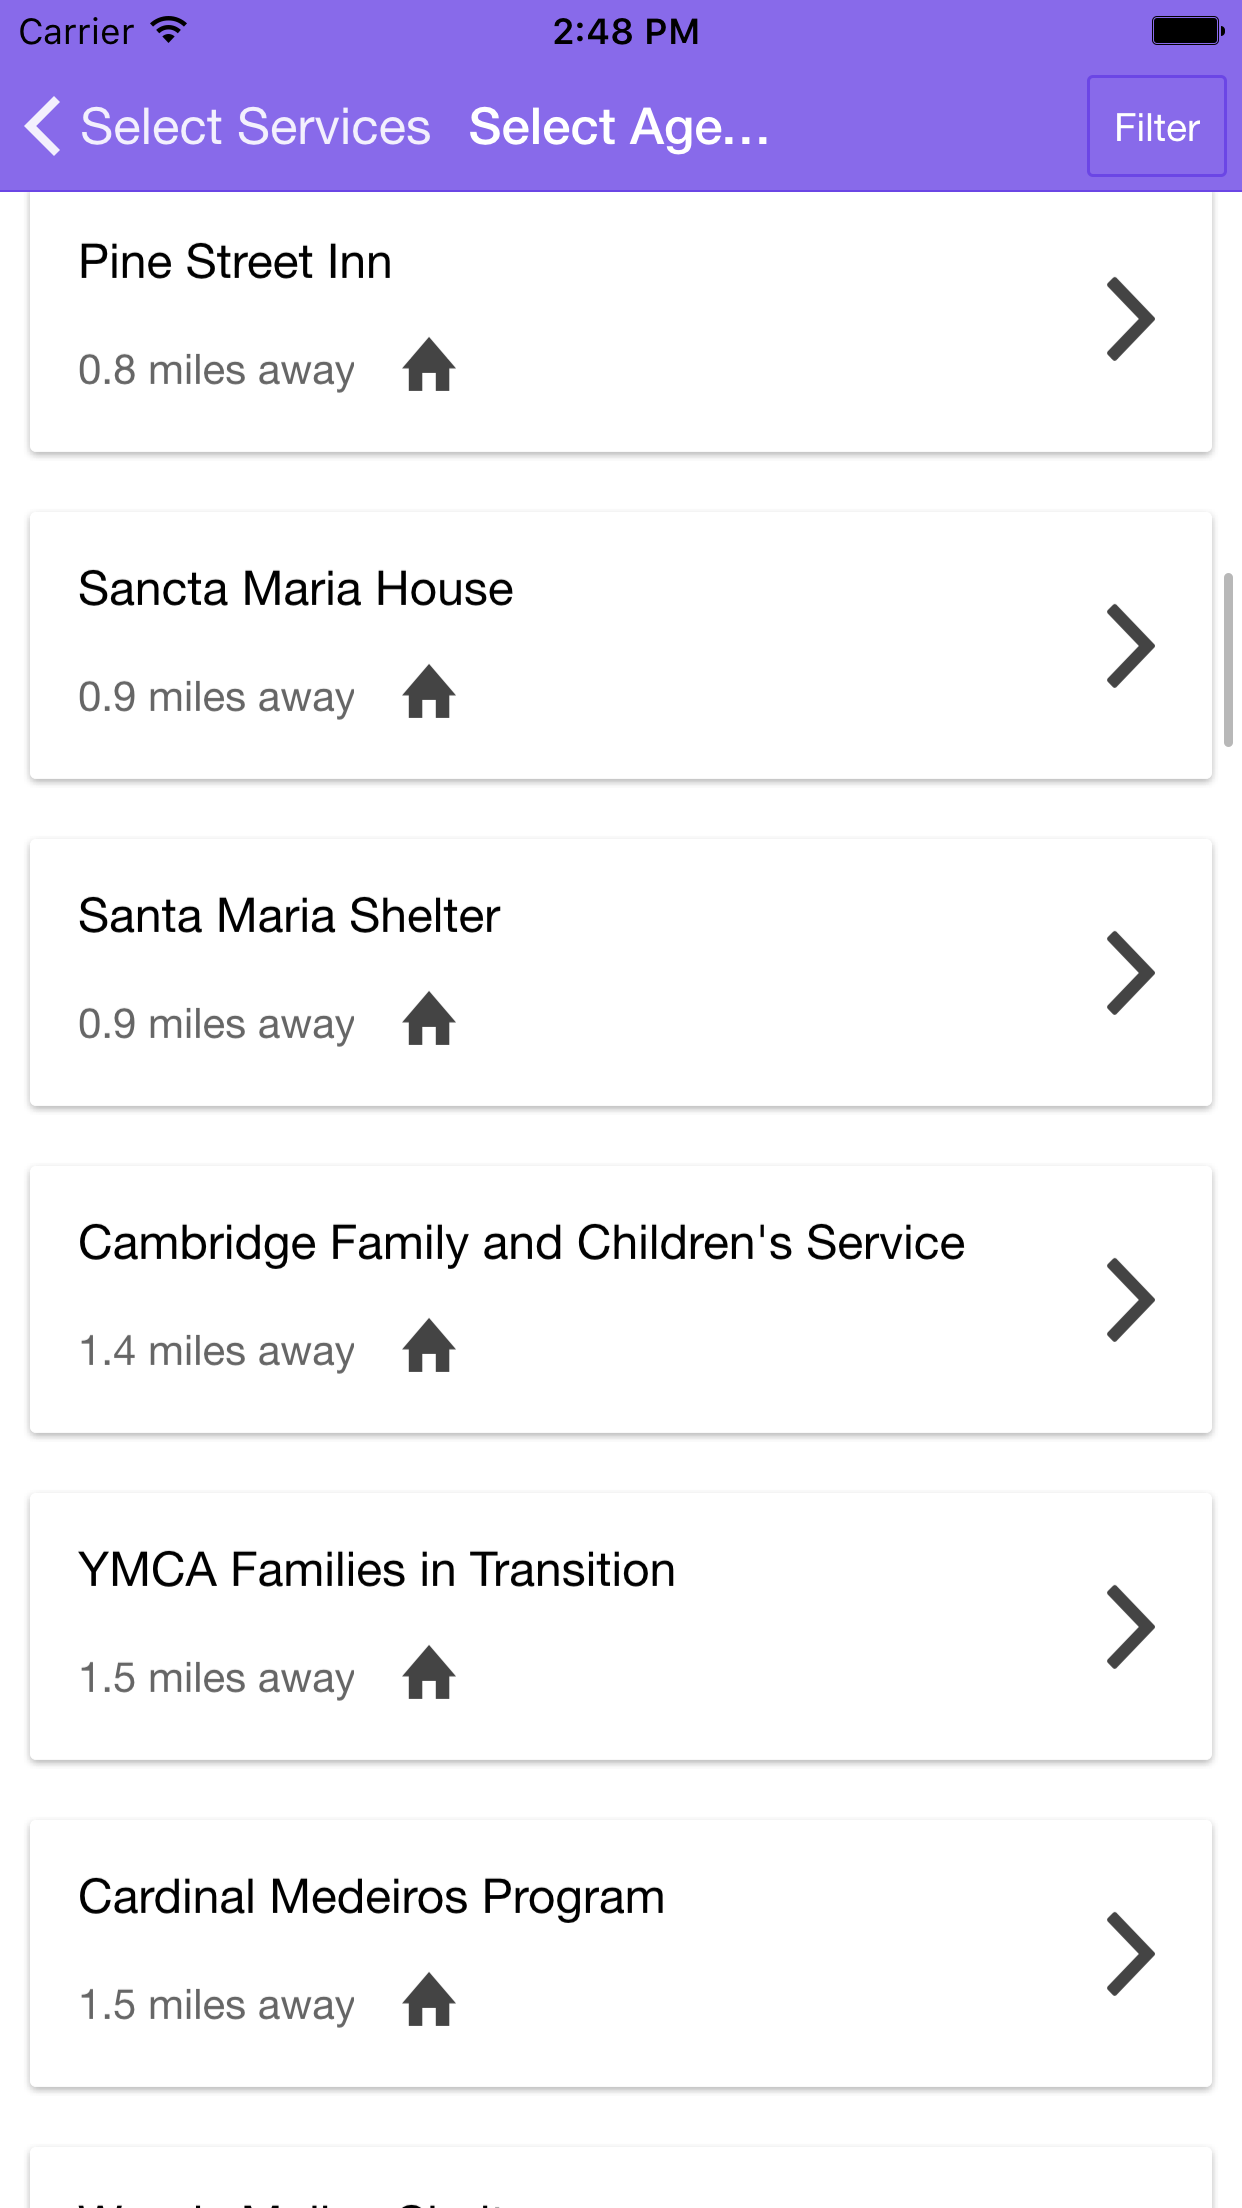 Carrier 2:48 PM
Select Services Select Age... Filter
Pine Street Inn
0.8 miles away
Sancta Maria House
0.9 miles away
Santa Maria Shelter
0.9 miles away
Cambridge Family and Children's Service
1.4 miles away
YMCA Families in Transition
1.5 miles away
Cardinal Medeiros Program
1.5 miles away